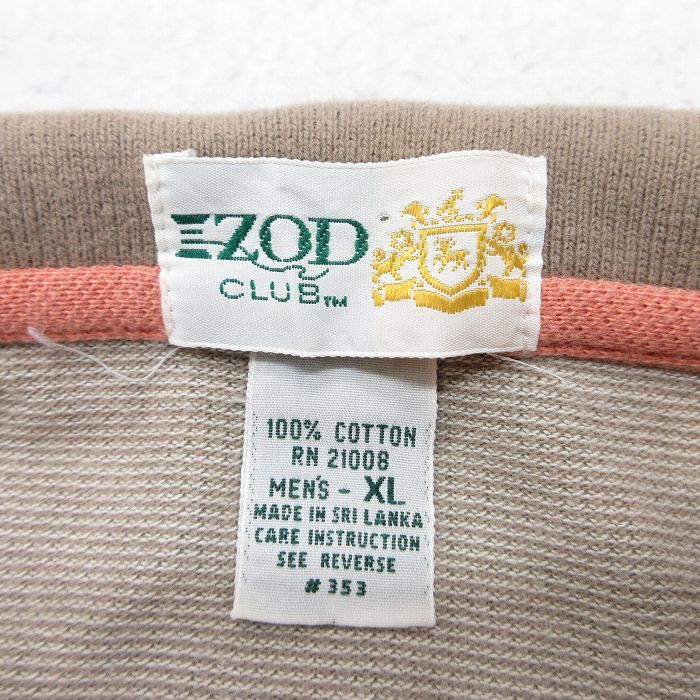 IZOD
CLUB™
100% COTTON
RN 21008
MEN'S - XL
MADE IN SRI LANKA
CARE INSTRUCTION
SEE REVERSE
#353